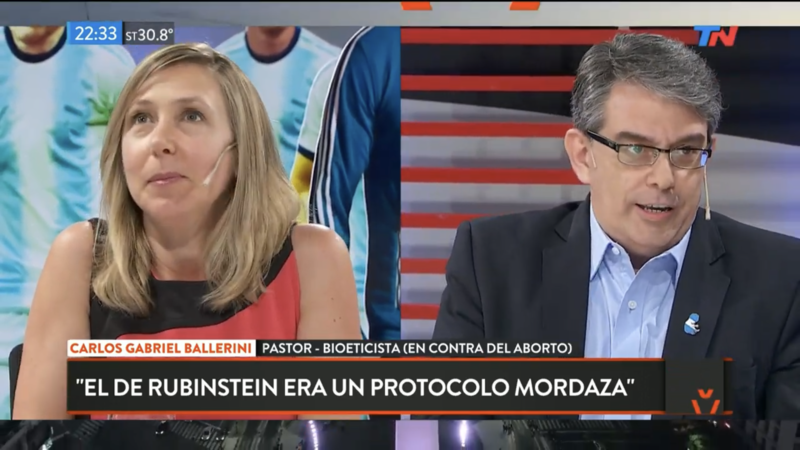 22:33 ST30.8°
TN
CARLOS GABRIEL BALLERINI PASTOR - BIOETICISTA (EN CONTRA DEL ABORTO)
"EL DE RUBINSTEIN ERA UN PROTOCOLO MORDAZA"